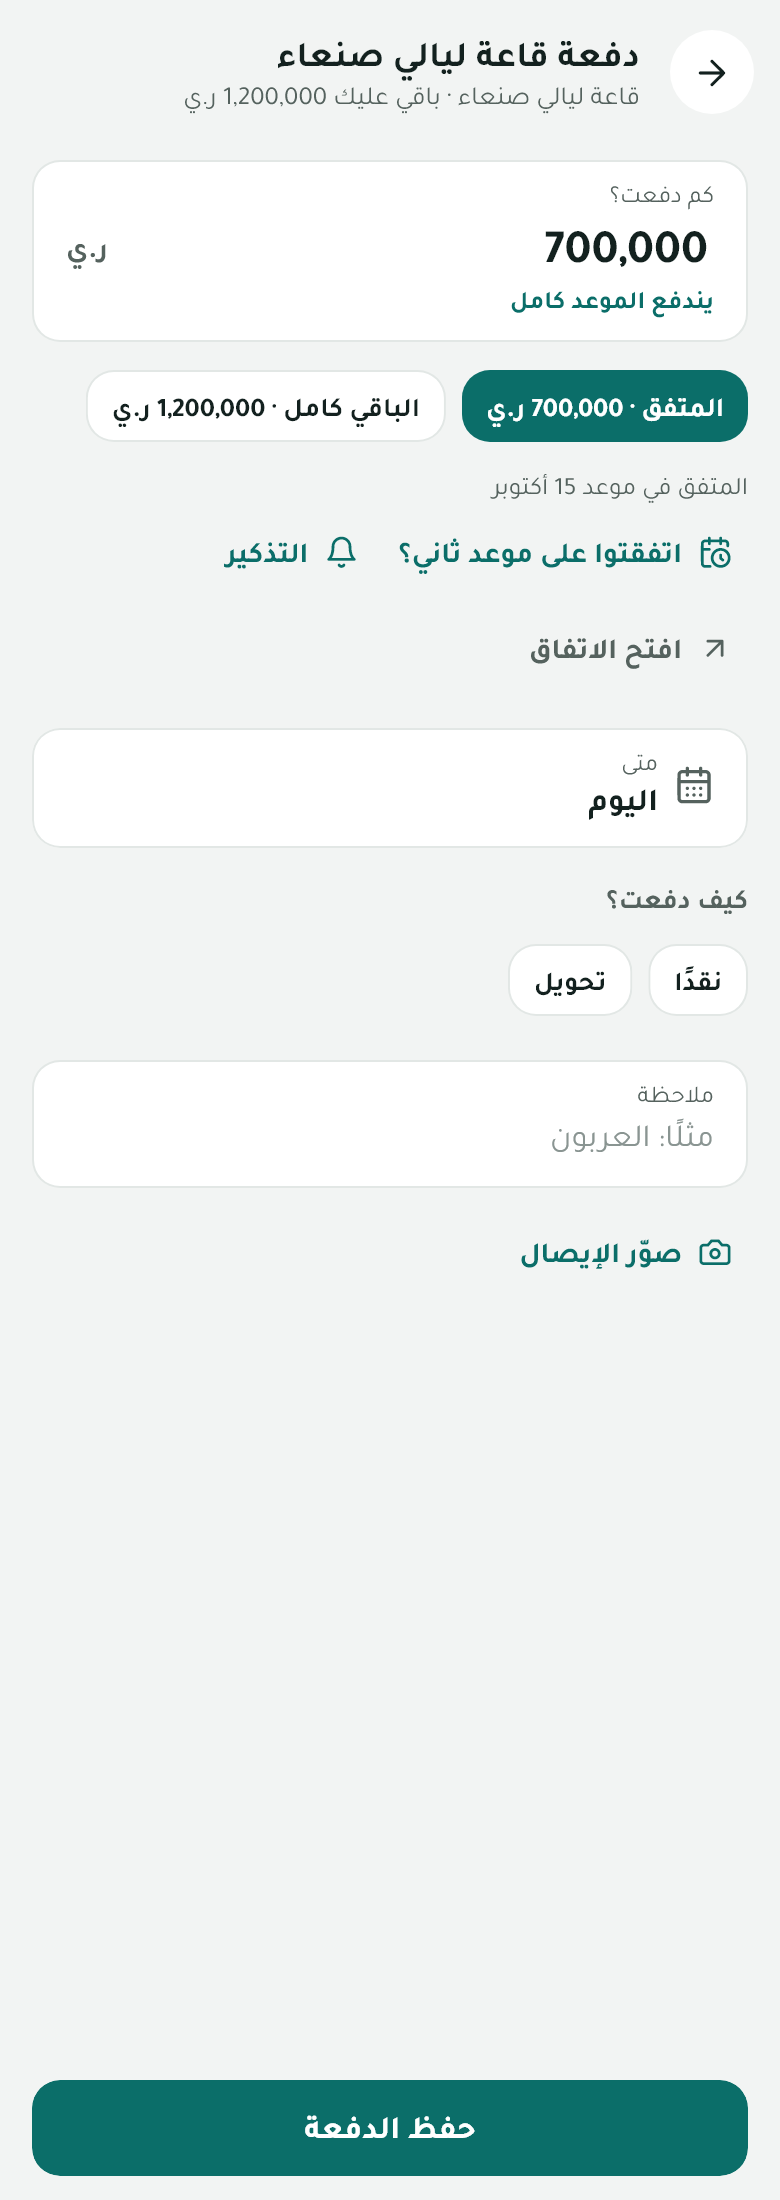 دفعة قاعة ليالي صنعاء
قاعة ليالي صنعاء · باقي عليك 1,200,000 ر.ي
كم دفعت؟
700,000 ر.ي
يندفع الموعد كامل
المتفق · 700,000 ر.ي
الباقي كامل · 1,200,000 ر.ي
المتفق في موعد 15 أكتوبر
اتفقتوا على موعد ثاني؟
التذكير
افتح الاتفاق
متى
اليوم
كيف دفعت؟
نقدًا
تحويل
ملاحظة
مثلًا: العربون
صوّر الإيصال
حفظ الدفعة